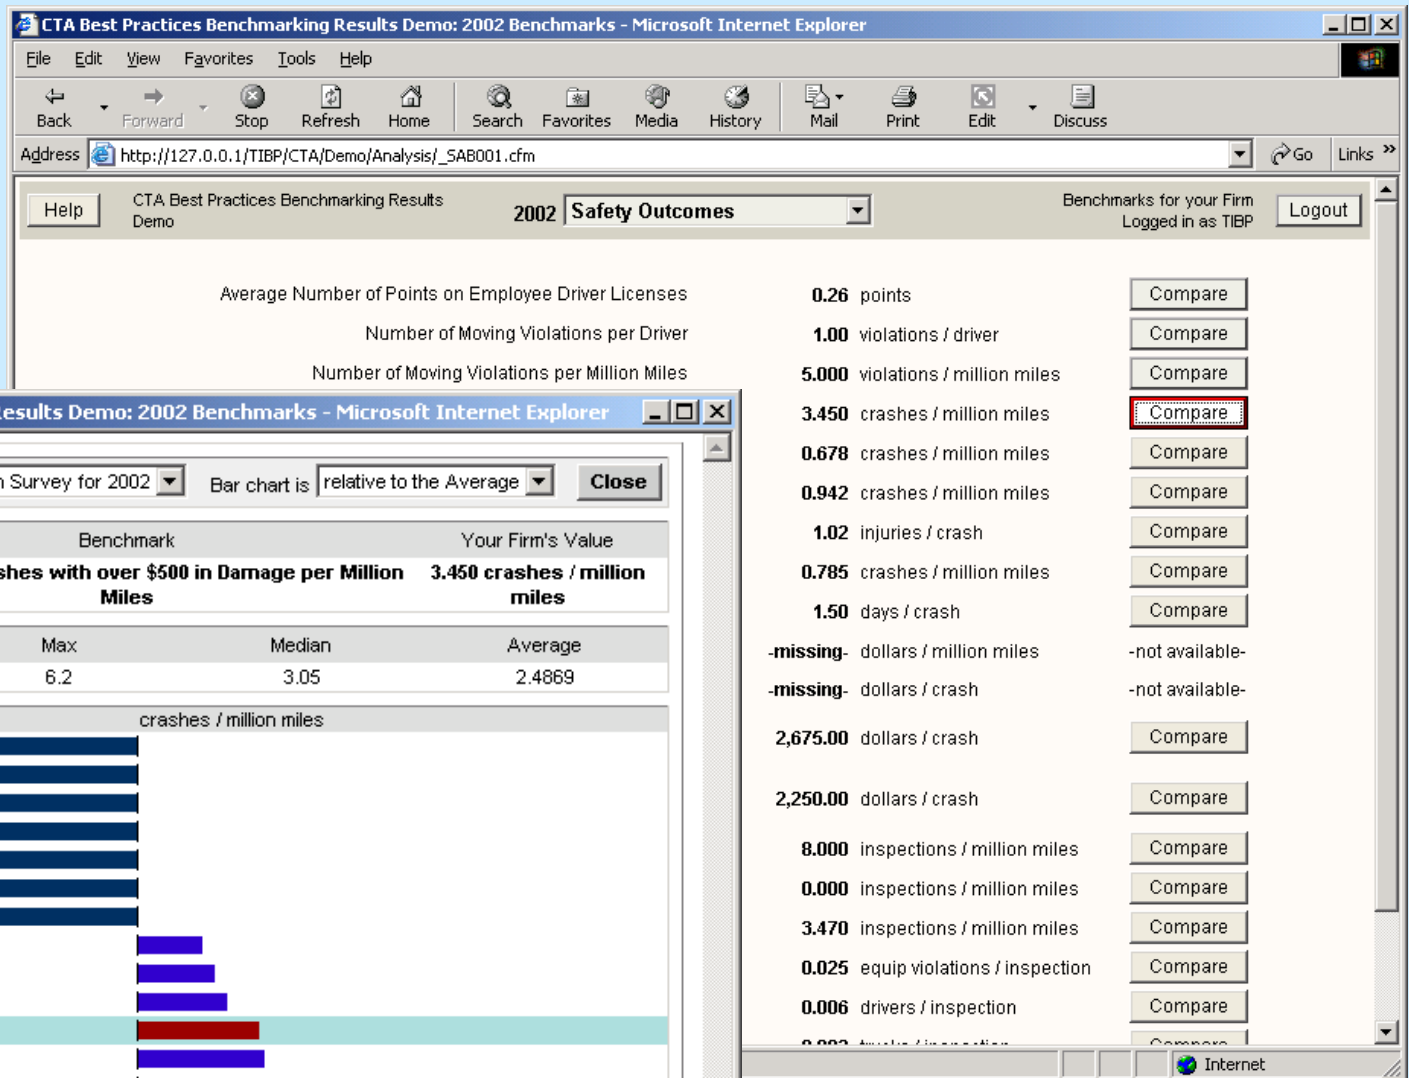 CTA Best Practices Benchmarking Results Demo: 2002 Benchmarks - Microsoft Internet Explorer
File Edit View Favorites Tools Help
Back Forward Stop Refresh Home Search Favorites Media History Mail Print Edit Discuss
Address http://127.0.0.1/TIBP/CTA/Demo/Analysis/_SAB001.cfm Go Links »
Help CTA Best Practices Benchmarking Results Demo 2002 Safety Outcomes Benchmarks for your Firm Logged in as TIBP Logout
Average Number of Points on Employee Driver Licenses 0.26 points Compare
Number of Moving Violations per Driver 1.00 violations / driver Compare
Number of Moving Violations per Million Miles 5.000 violations / million miles Compare
3.450 crashes / million miles Compare
0.678 crashes / million miles Compare
0.942 crashes / million miles Compare
1.02 injuries / crash Compare
0.785 crashes / million miles Compare
1.50 days / crash Compare
-missing- dollars / million miles -not available-
-missing- dollars / crash -not available-
2,675.00 dollars / crash Compare
2,250.00 dollars / crash Compare
8.000 inspections / million miles Compare
0.000 inspections / million miles Compare
3.470 inspections / million miles Compare
0.025 equip violations / inspection Compare
0.006 drivers / inspection Compare
Internet
Results Demo: 2002 Benchmarks - Microsoft Internet Explorer
Survey for 2002 Bar chart is relative to the Average Close
Benchmark Your Firm's Value
shes with over $500 in Damage per Million Miles 3.450 crashes / million miles
Max Median Average
6.2 3.05 2.4869
crashes / million miles